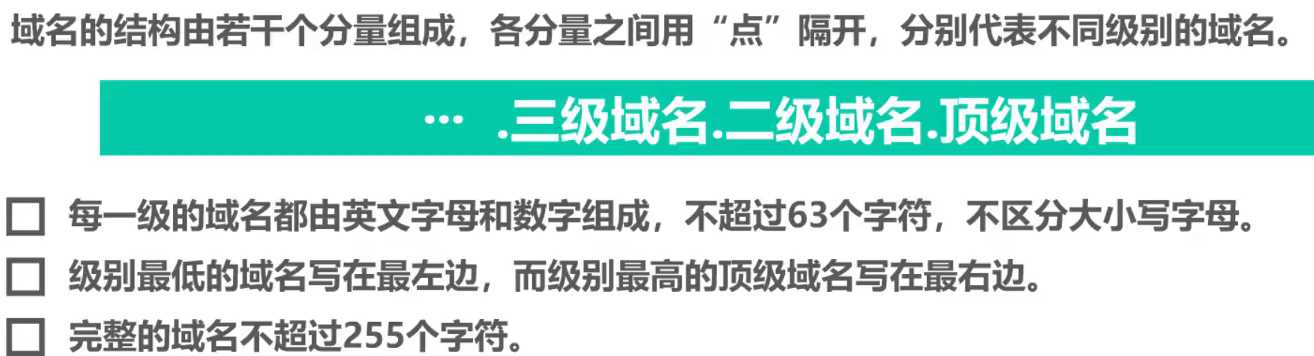 域名的结构由若干个分量组成，各分量之间用“点”隔开，分别代表不同级别的域名。
… .三级域名.二级域名.顶级域名
每一级的域名都由英文字母和数字组成，不超过63个字符，不区分大小写字母。
级别最低的域名写在最左边，而级别最高的顶级域名写在最右边。
完整的域名不超过255个字符。